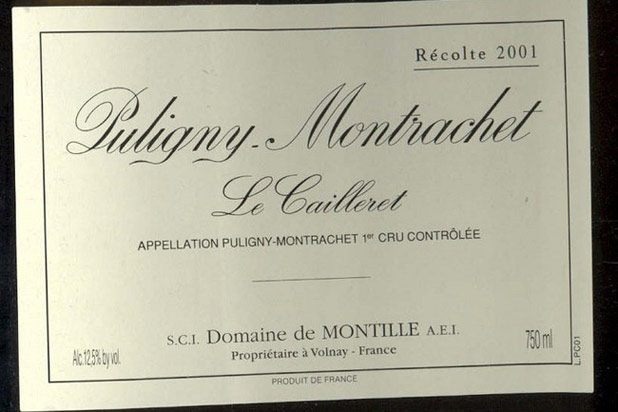 Récolte 2001
Puligny-Montrachet
Le Cailleret
APPELLATION PULIGNY-MONTRACHET 1er CRU CONTRÔLÉE
S.C.I. Domaine de MONTILLE A.E.I.
Alc.12,5% by vol.
Propriétaire à Volnay - France
750 ml
L.PC01
PRODUIT DE FRANCE